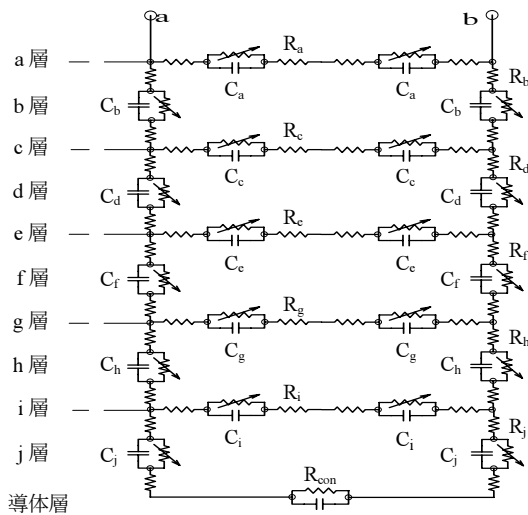 a b
a 層 R_a R_b
C_a C_a
b 層 C_b C_b
c 層 R_c
C_c C_c R_d
d 層 C_d C_d
e 層 R_e R_f
C_e C_e
f 層 C_f C_f
g 層 R_g
C_g C_g R_h
h 層 C_h C_h
i 層 R_i R_j
C_i C_i
j 層 C_j C_j
R_con
導体層